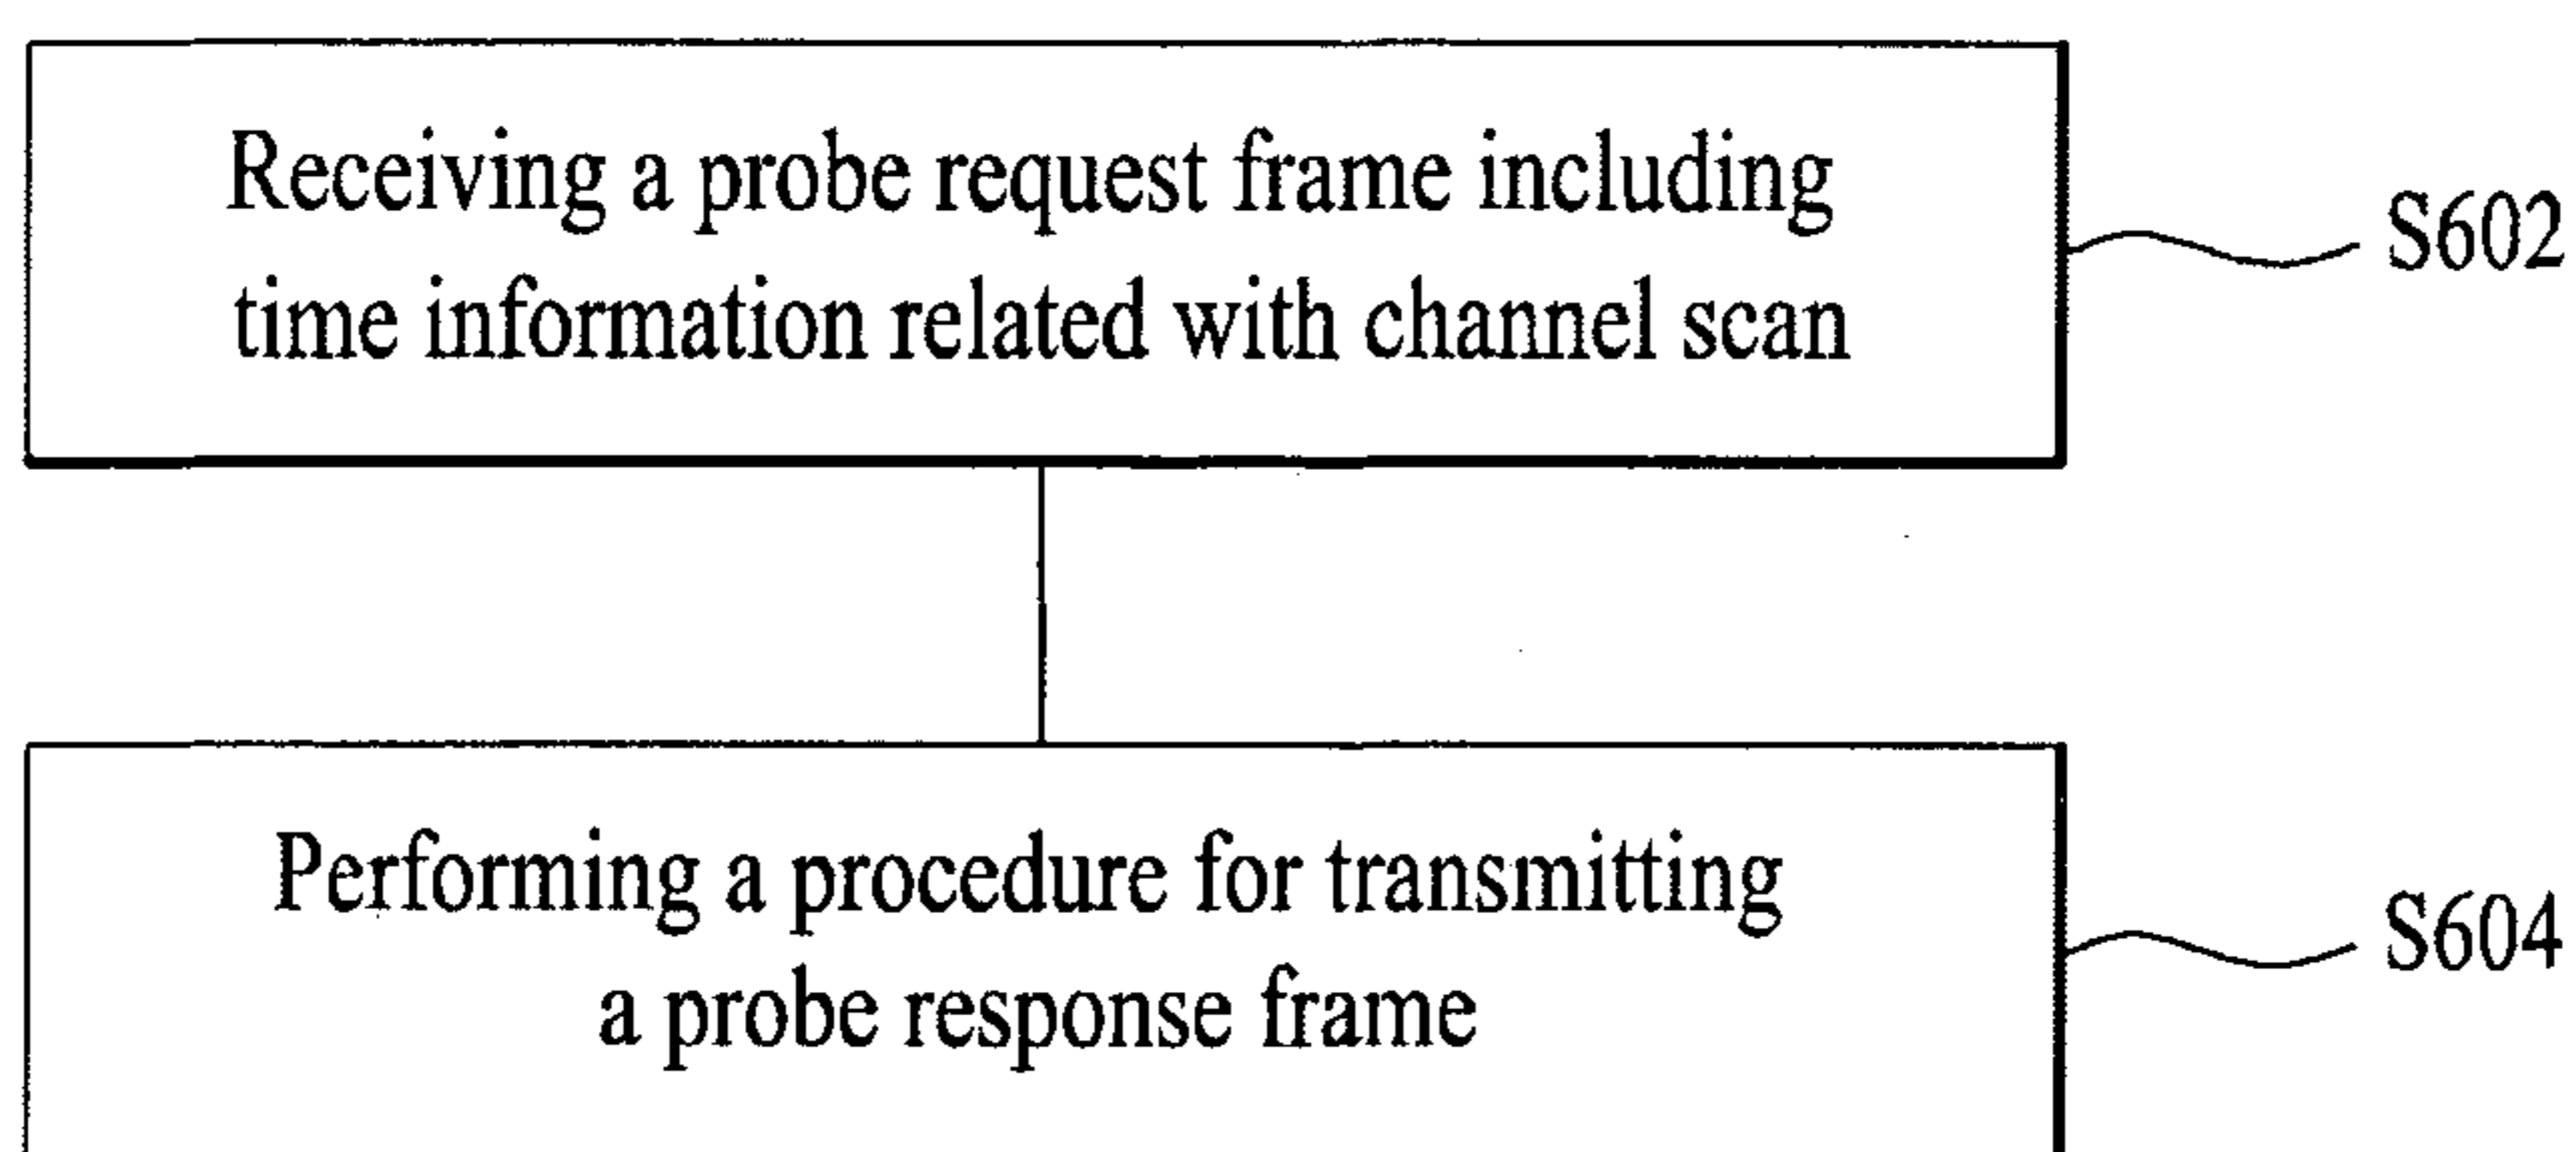 Receiving a probe request frame including
time information related with channel scan
S602
Performing a procedure for transmitting
a probe response frame
S604